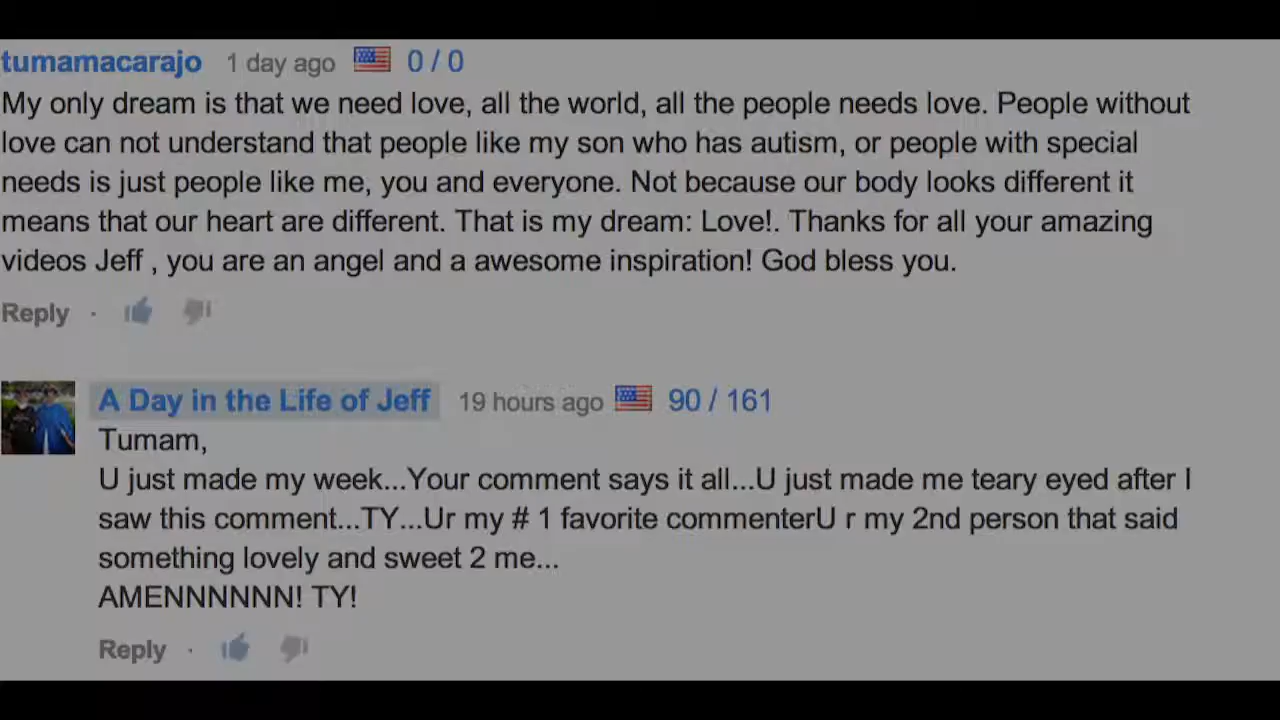 tumamacarajo 1 day ago 0 / 0
My only dream is that we need love, all the world, all the people needs love. People without
love can not understand that people like my son who has autism, or people with special
needs is just people like me, you and everyone. Not because our body looks different it
means that our heart are different. That is my dream: Love!. Thanks for all your amazing
videos Jeff , you are an angel and a awesome inspiration! God bless you.
Reply ·
A Day in the Life of Jeff 19 hours ago 90 / 161
Tumam,
U just made my week...Your comment says it all...U just made me teary eyed after I
saw this comment...TY...Ur my # 1 favorite commenterU r my 2nd person that said
something lovely and sweet 2 me...
AMENNNNNN! TY!
Reply ·